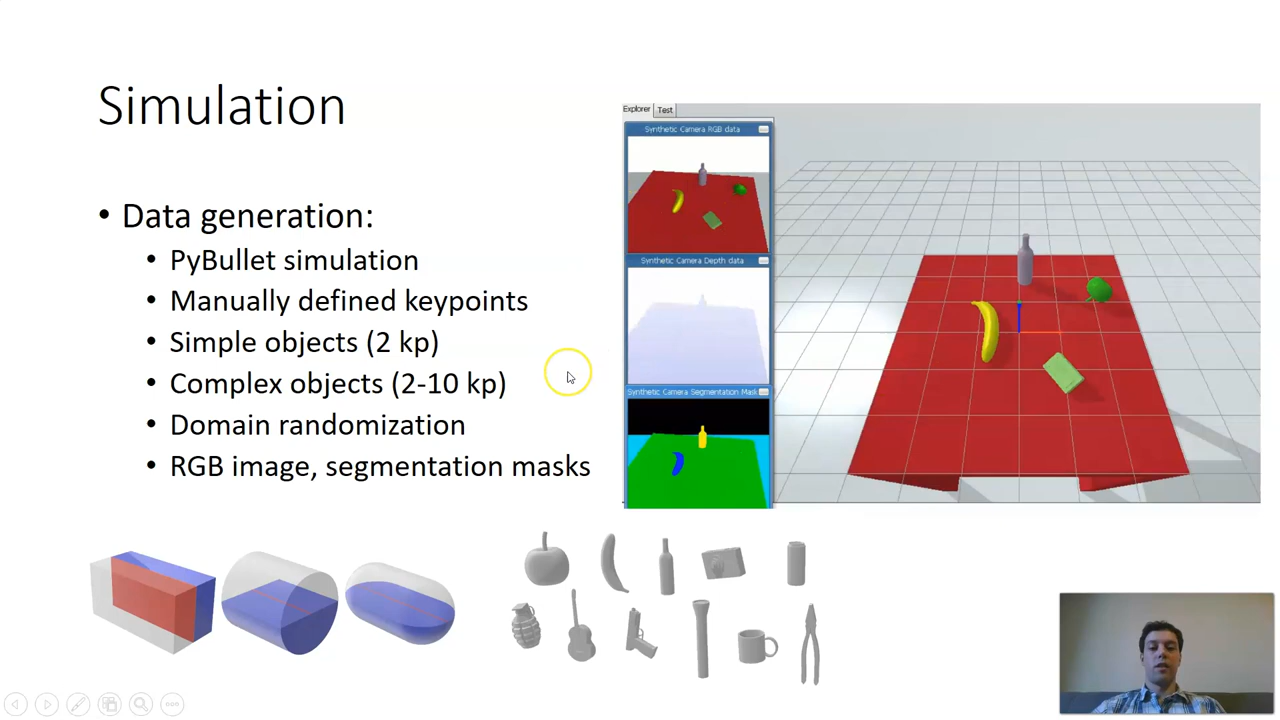 Simulation
• Data generation:
• PyBullet simulation
• Manually defined keypoints
• Simple objects (2 kp)
• Complex objects (2-10 kp)
• Domain randomization
• RGB image, segmentation masks
Explorer Test
Synthetic Camera RGB data
Synthetic Camera Depth data
Synthetic Camera Segmentation Mask